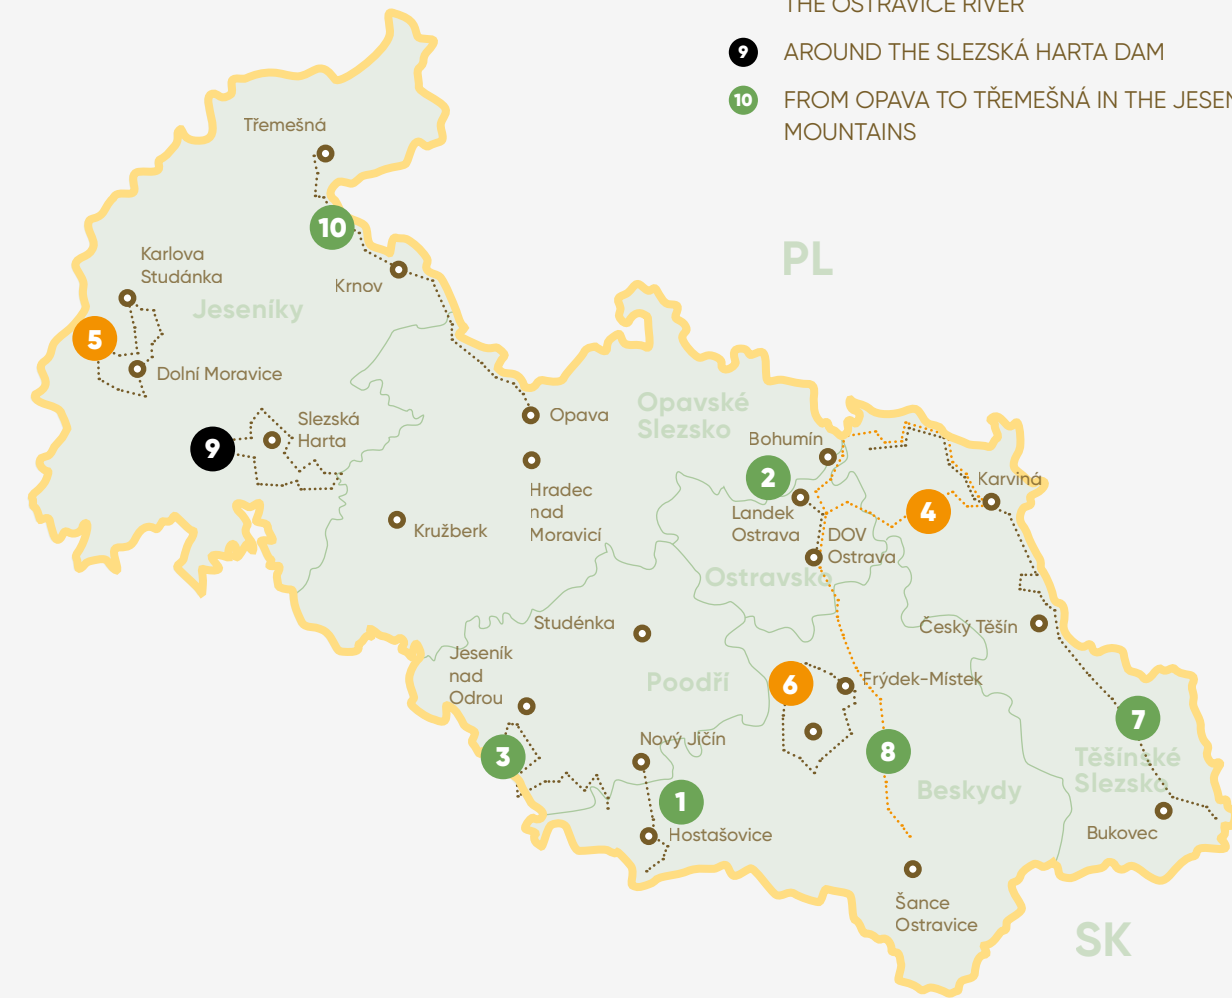 THE OSTRAVICE RIVER
9 AROUND THE SLEZSKÁ HARTA DAM
10 FROM OPAVA TO TŘEMEŠNÁ IN THE JESEN
MOUNTAINS
Třemešná
10
PL
Karlova
Studánka
Krnov
Jeseníky
5
Dolní Moravice
Opavské
Slezsko
Slezská
Harta
Opava
Bohumín
9
2
Karviná
Hradec
nad
Moravicí
Landek
Ostrava
4
Kružberk
DOV
Ostrava
Ostravsko
Studénka
Český Těšín
Jeseník
nad
Odrou
Poodří
6
Frýdek-Místek
7
Nový Jičín
3
8
Těšínské
Slezsko
Beskydy
1
Hostašovice
Bukovec
Šance
Ostravice
SK